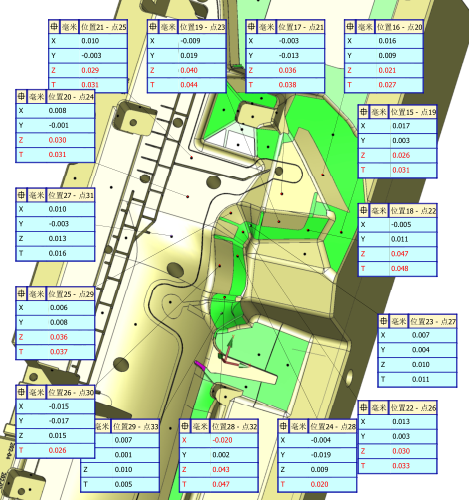 毫米 位置21 - 点25
X 0.010
Y -0.003
Z 0.029
T 0.031
毫米 位置19 - 点23
X -0.009
Y 0.019
Z 0.040
T 0.044
毫米 位置17 - 点21
X -0.003
Y -0.013
Z 0.036
T 0.038
毫米 位置16 - 点20
X 0.016
Y 0.009
Z 0.021
T 0.027
毫米 位置20 - 点24
X 0.008
Y -0.001
Z 0.030
T 0.031
毫米 位置15 - 点19
X 0.017
Y 0.003
Z 0.026
T 0.031
毫米 位置27 - 点31
X 0.010
Y -0.003
Z 0.013
T 0.016
毫米 位置18 - 点22
X -0.005
Y 0.011
Z 0.047
T 0.048
毫米 位置25 - 点29
X 0.006
Y 0.008
Z 0.036
T 0.037
毫米 位置23 - 点27
X 0.007
Y 0.004
Z 0.010
T 0.011
毫米 位置26 - 点30
X -0.015
Y -0.017
Z 0.015
T 0.026
位置29 - 点33
0.007
0.001
Z 0.010
T 0.005
毫米 位置28 - 点32
X -0.020
Y 0.002
Z 0.043
T 0.047
毫米 位置24 - 点28
X -0.004
Y -0.019
Z 0.009
T 0.020
毫米 位置22 - 点26
X 0.013
Y 0.003
Z 0.030
T 0.033